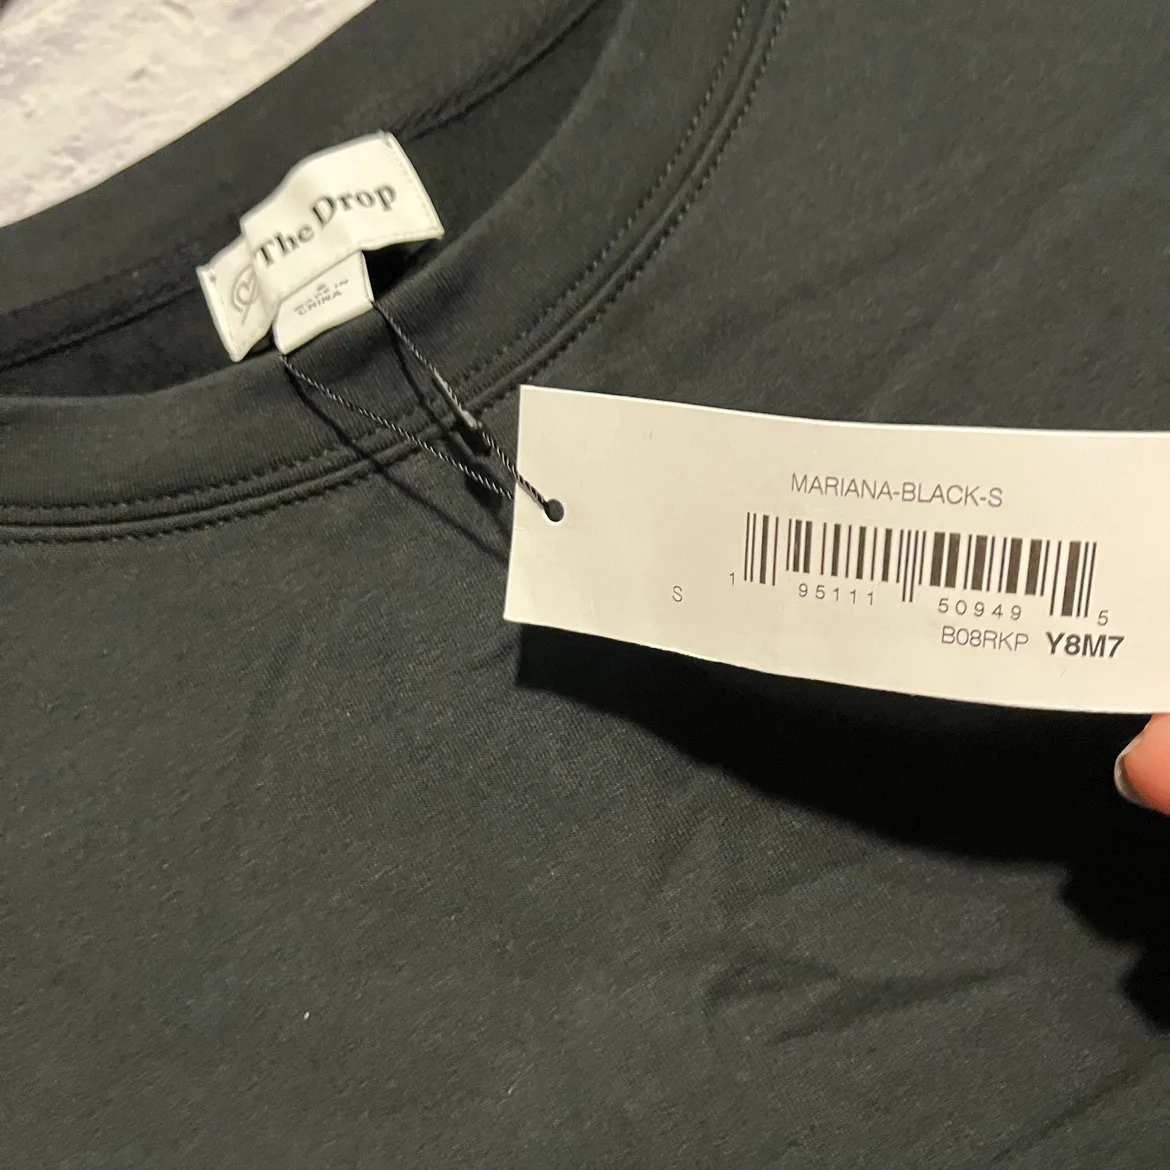 The Drop
S
MADE IN
CHINA
MARIANA-BLACK-S
S
1 95111 50949 5
B08RKP Y8M7